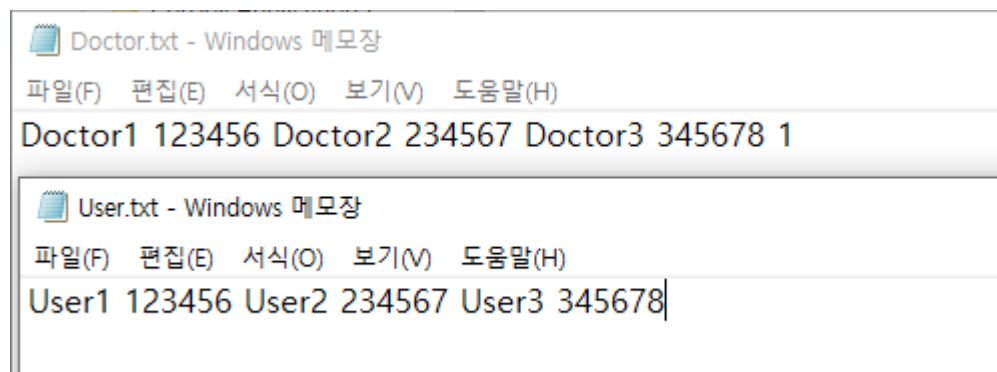 Doctor.txt - Windows 메모장
파일(F) 편집(E) 서식(O) 보기(V) 도움말(H)
Doctor1 123456 Doctor2 234567 Doctor3 345678 1
User.txt - Windows 메모장
파일(F) 편집(E) 서식(O) 보기(V) 도움말(H)
User1 123456 User2 234567 User3 345678